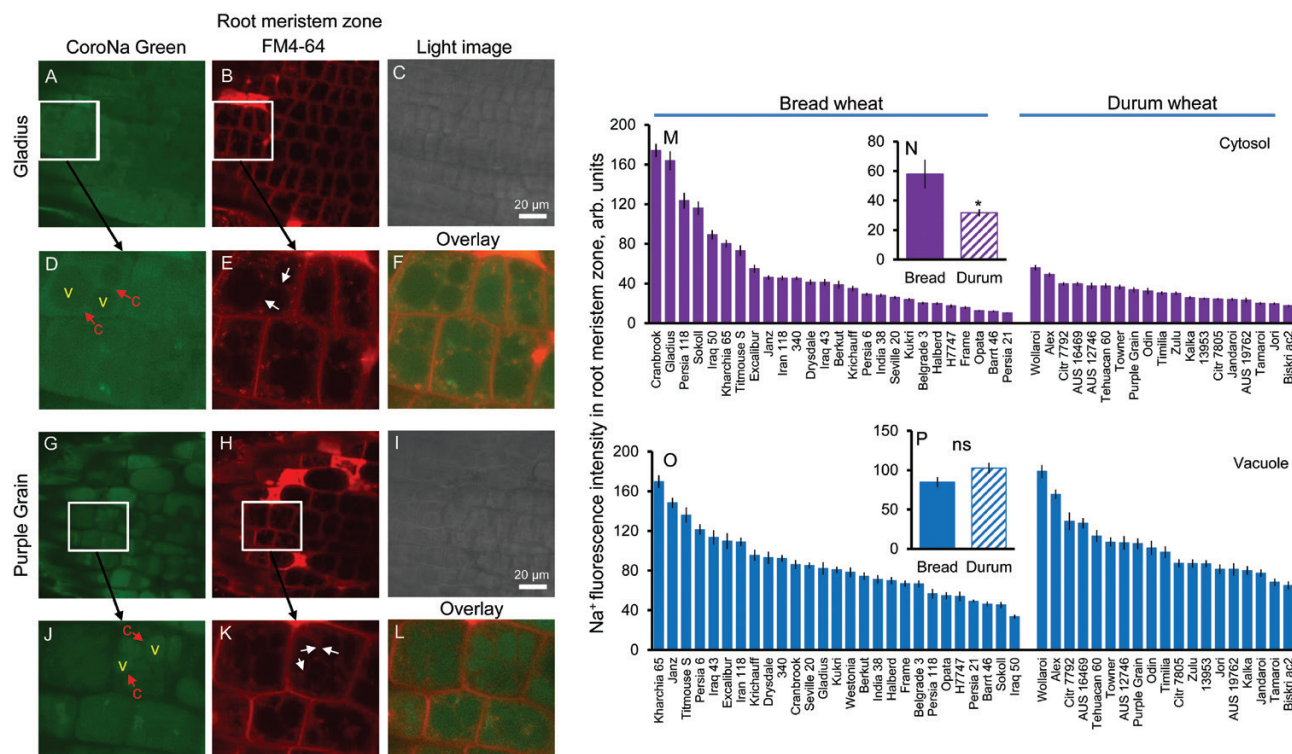 Root meristem zone
CoroNa Green
FM4-64
Light image
Gladius
A
B
C
20 µm
Overlay
D
v
v
c
c
E
F
Purple Grain
G
H
I
20 µm
Overlay
J
c
v
v
c
K
L
Na⁺ fluorescence intensity in root meristem zone, arb. units
Bread wheat
Durum wheat
M
Cytosol
200
160
120
80
40
0
N
80
60
40
20
0
*
Bread Durum
Cranbrook
Gladius
Persia 118
Sokoll
Iraq 50
Kharchia 65
Titmouse S
Excalibur
Janz
Iran 118
340
Drysdale
Iraq 43
Berkut
Krichauff
Persia 6
India 38
Seville 20
Kukri
Belgrade 3
Halberd
H7747
Frame
Opata
Barrt 46
Persia 21
Wollaroi
Alex
Citr 7792
AUS 16469
AUS 12746
Tehuacan 60
Towner
Purple Grain
Odin
Timilia
Zulu
Kalka
13953
Citr 7805
Jandaroi
AUS 19762
Tamaroi
Jori
Biskri ac2
O
Vacuole
200
160
120
80
40
0
P
ns
150
100
50
0
Bread Durum
Kharchia 65
Janz
Titmouse S
Persia 6
Iraq 43
Excalibur
Iran 118
Krichauff
Drysdale
340
Cranbrook
Seville 20
Gladius
Kukri
Westonia
Berkut
India 38
Halberd
Frame
Belgrade 3
Persia 118
Opata
H7747
Persia 21
Barrt 46
Sokoll
Iraq 50
Wollaroi
Alex
Citr 7792
AUS 16469
Tehuacan 60
Towner
AUS 12746
Purple Grain
Odin
Timilia
Citr 7805
Zulu
13953
Jori
AUS 19762
Kalka
Jandaroi
Tamaroi
Biskri ac2